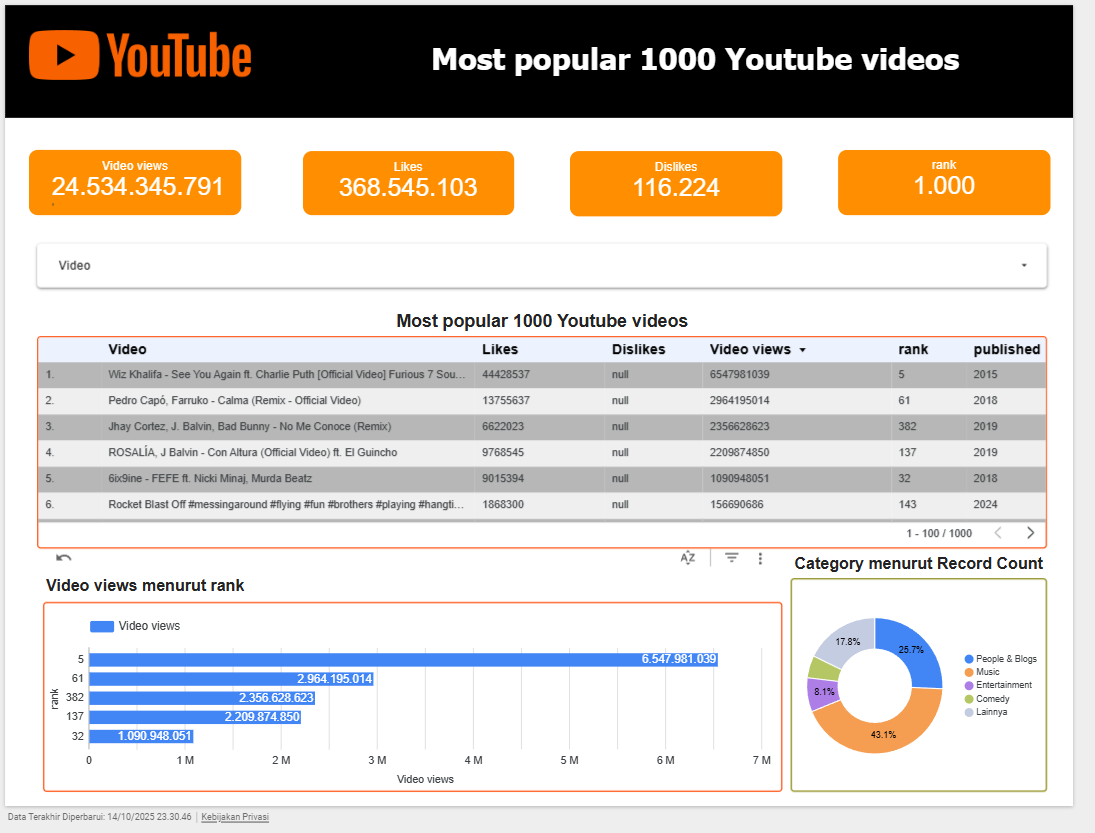 YouTube
Most popular 1000 Youtube videos
Video views
24.534.345.791
Likes
368.545.103
Dislikes
116.224
rank
1.000
Video
Most popular 1000 Youtube videos
Video Likes Dislikes Video views rank published
1. Wiz Khalifa - See You Again ft. Charlie Puth [Official Video] Furious 7 Sou... 44428537 null 6547981039 5 2015
2. Pedro Capó, Farruko - Calma (Remix - Official Video) 13755637 null 2964195014 61 2018
3. Jhay Cortez, J. Balvin, Bad Bunny - No Me Conoce (Remix) 6622023 null 2356628623 382 2019
4. ROSALÍA, J Balvin - Con Altura (Official Video) ft. El Guincho 9768545 null 2209874850 137 2019
5. 6ix9ine - FEFE ft. Nicki Minaj, Murda Beatz 9015394 null 1090948051 32 2018
6. Rocket Blast Off #messingaround #flying #fun #brothers #playing #hangti... 1868300 null 156690686 143 2024
1 - 100 / 1000
Video views menurut rank
Video views
rank
5 6.547.981.039
61 2.964.195.014
382 2.356.628.623
137 2.209.874.850
32 1.090.948.051
0 1 M 2 M 3 M 4 M 5 M 6 M 7 M
Video views
Category menurut Record Count
17.8%
25.7%
8.1%
43.1%
People & Blogs
Music
Entertainment
Comedy
Lainnya
Data Terakhir Diperbarui: 14/10/2025 23.30.46 | Kebijakan Privasi